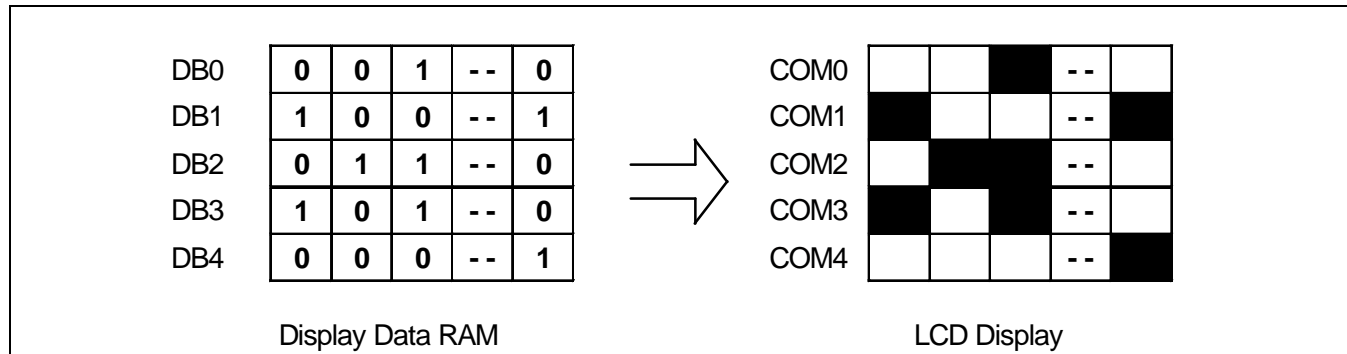 DB0 0 0 1 -- 0 COM0 --
DB1 1 0 0 -- 1 COM1 --
DB2 0 1 1 -- 0 COM2 --
DB3 1 0 1 -- 0 COM3 --
DB4 0 0 0 -- 1 COM4 --
Display Data RAM LCD Display